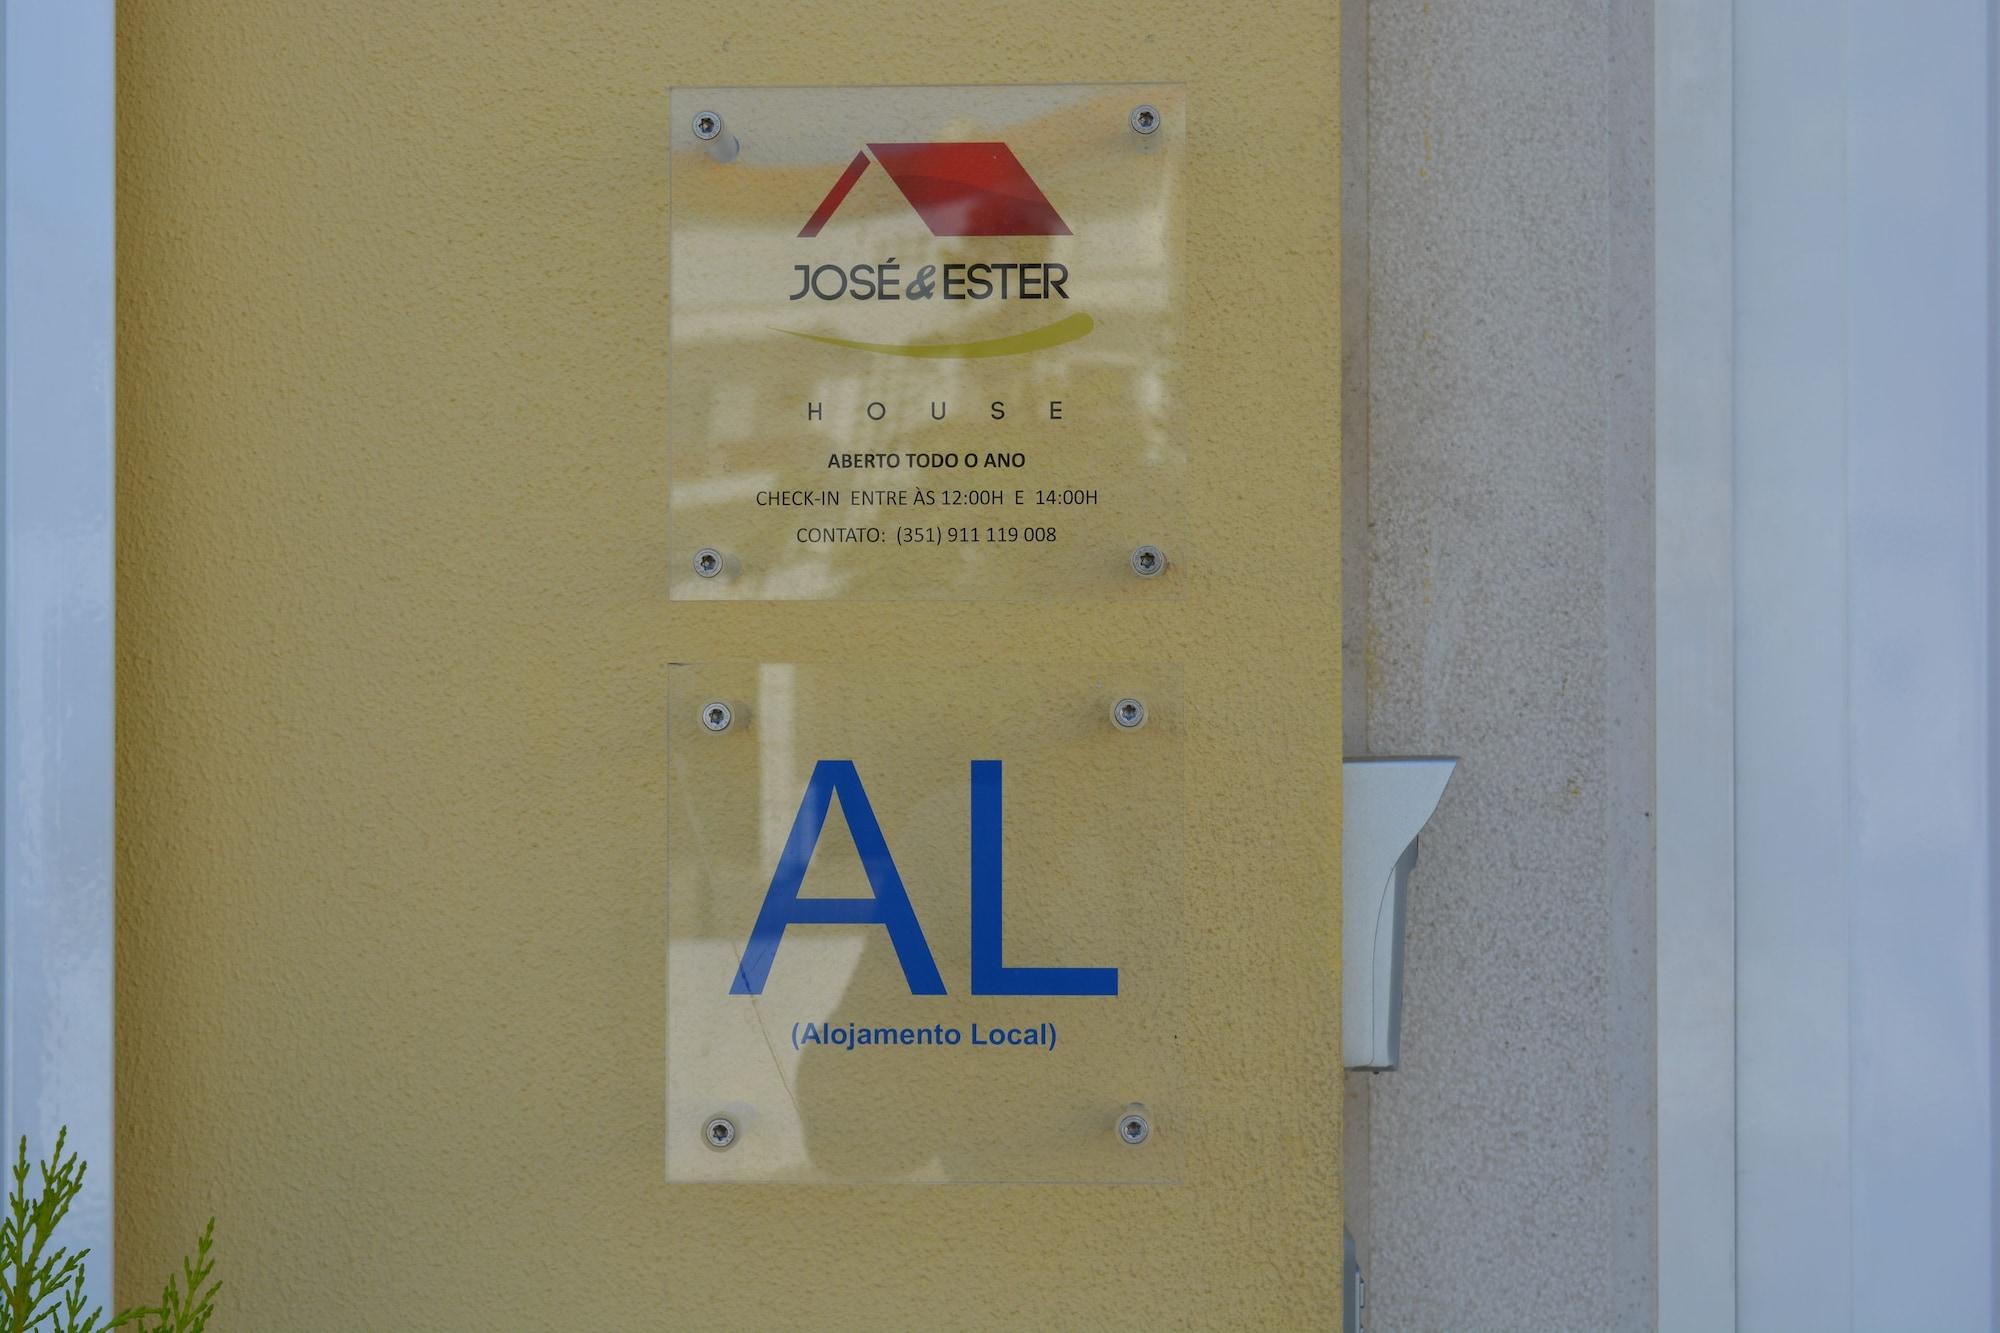 JOSÉ & ESTER
HOUSE
ABERTO TODO O ANO
CHECK-IN ENTRE ÀS 12:00H E 14:00H
CONTATO: (351) 911 119 008
AL
(Alojamento Local)